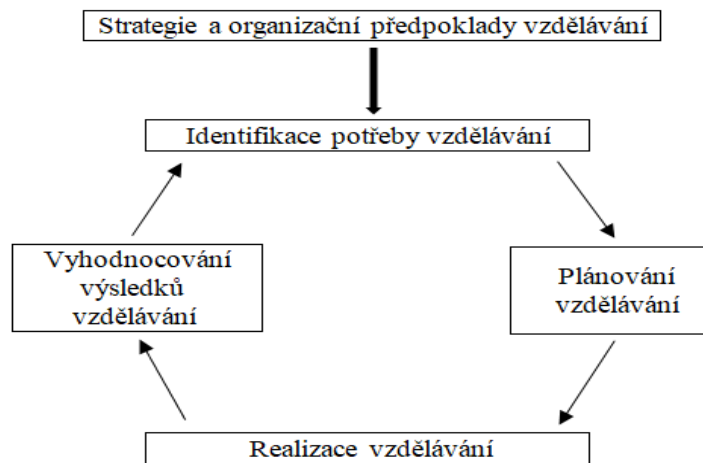 Strategie a organizační předpoklady vzdělávání
Identifikace potřeby vzdělávání
Vyhodnocování
výsledků
vzdělávání
Plánování
vzdělávání
Realizace vzdělávání